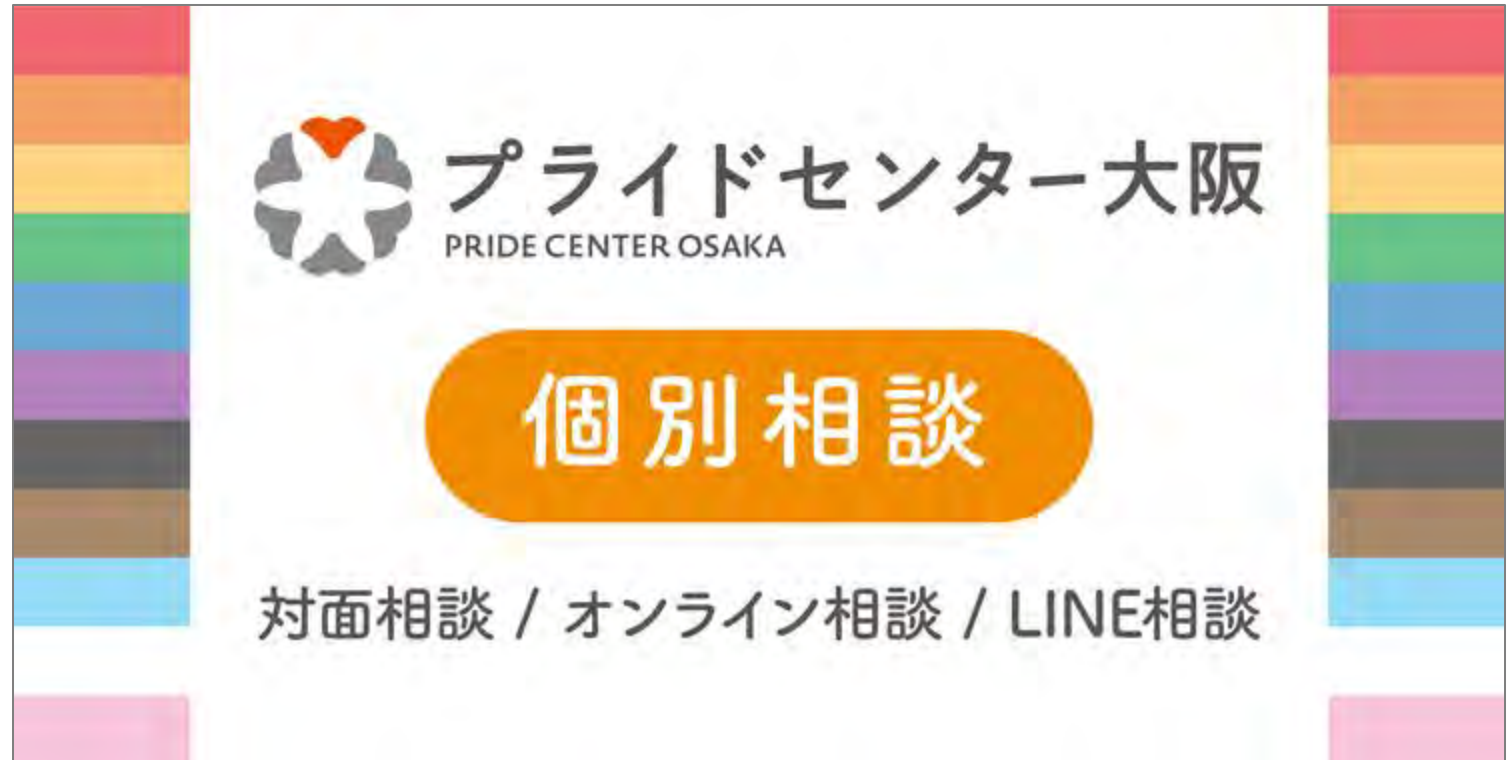 プライドセンター大阪
PRIDE CENTER OSAKA
個別相談
対面相談 / オンライン相談 / LINE相談